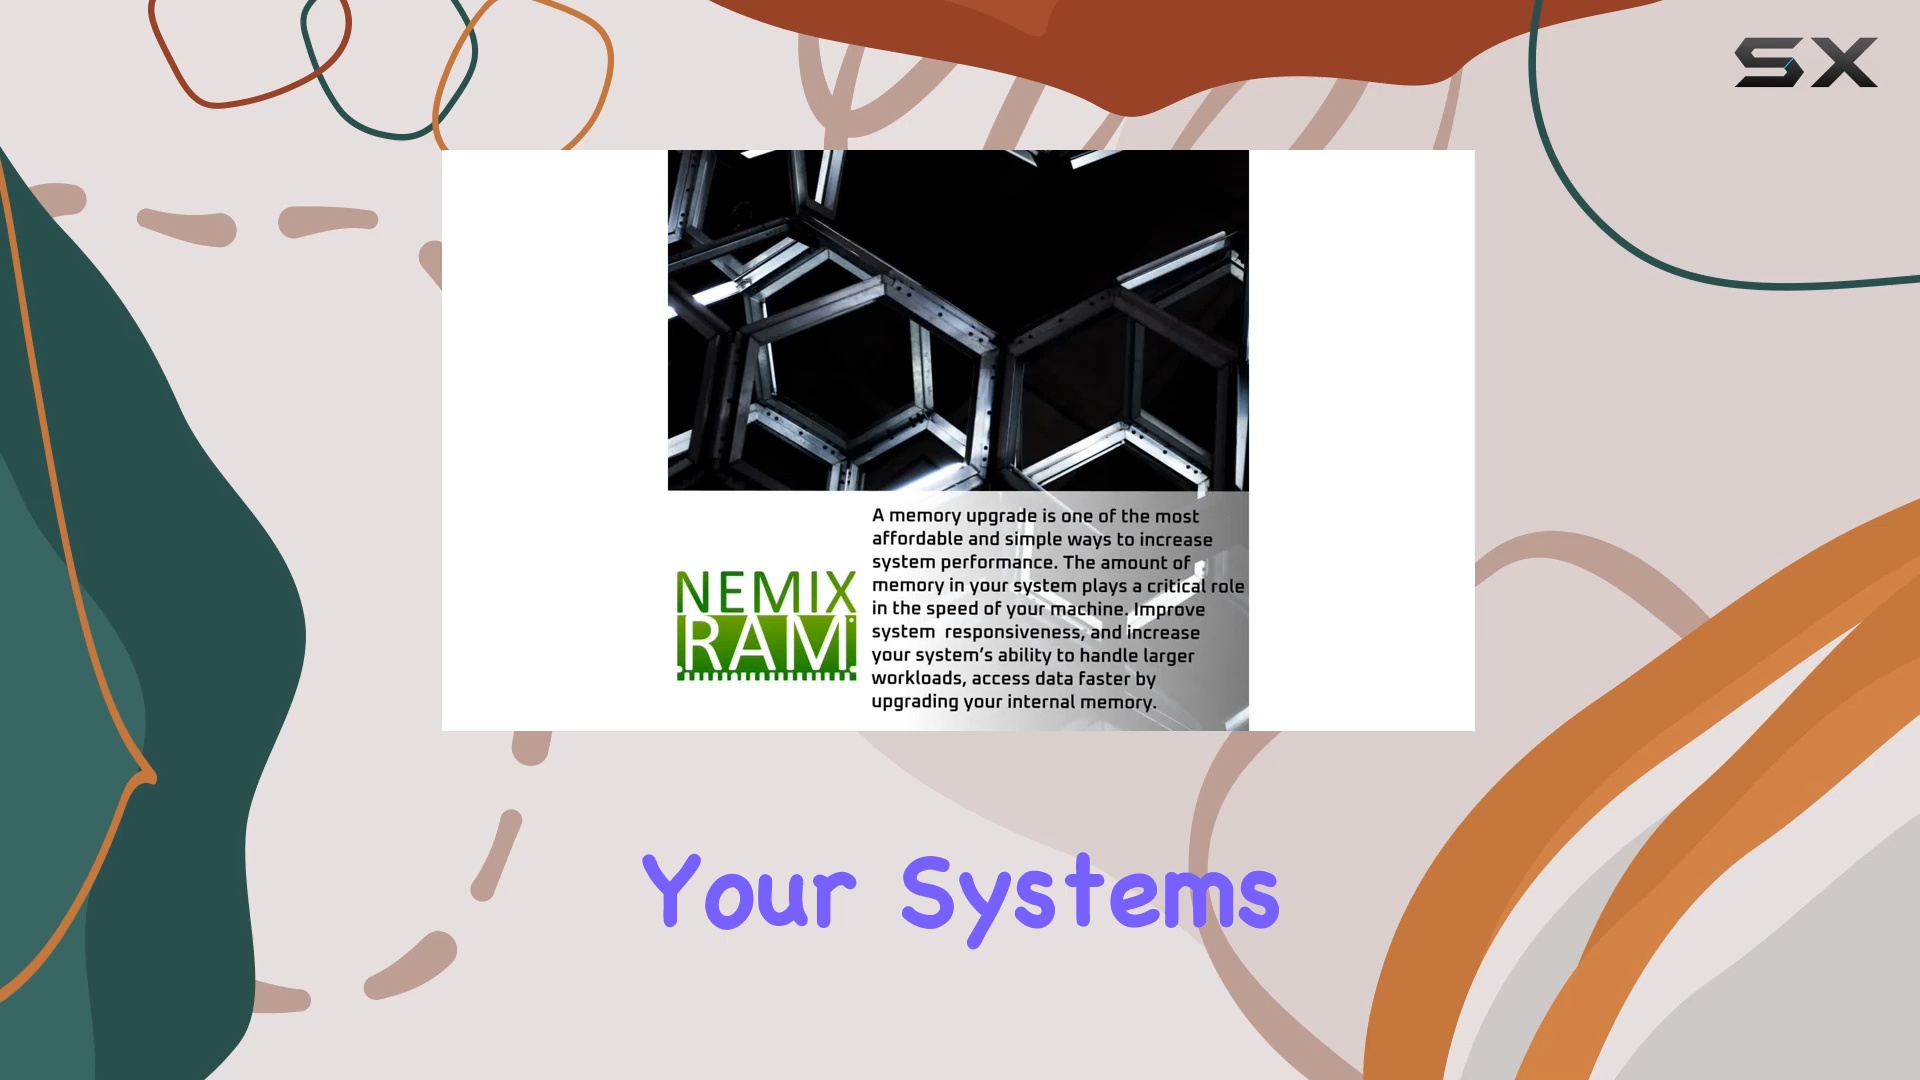 SX
A memory upgrade is one of the most
affordable and simple ways to increase
system performance. The amount of
memory in your system plays a critical role
in the speed of your machine. Improve
system responsiveness, and increase
your system's ability to handle larger
workloads, access data faster by
upgrading your internal memory.
NEMIX
RAM
Your Systems